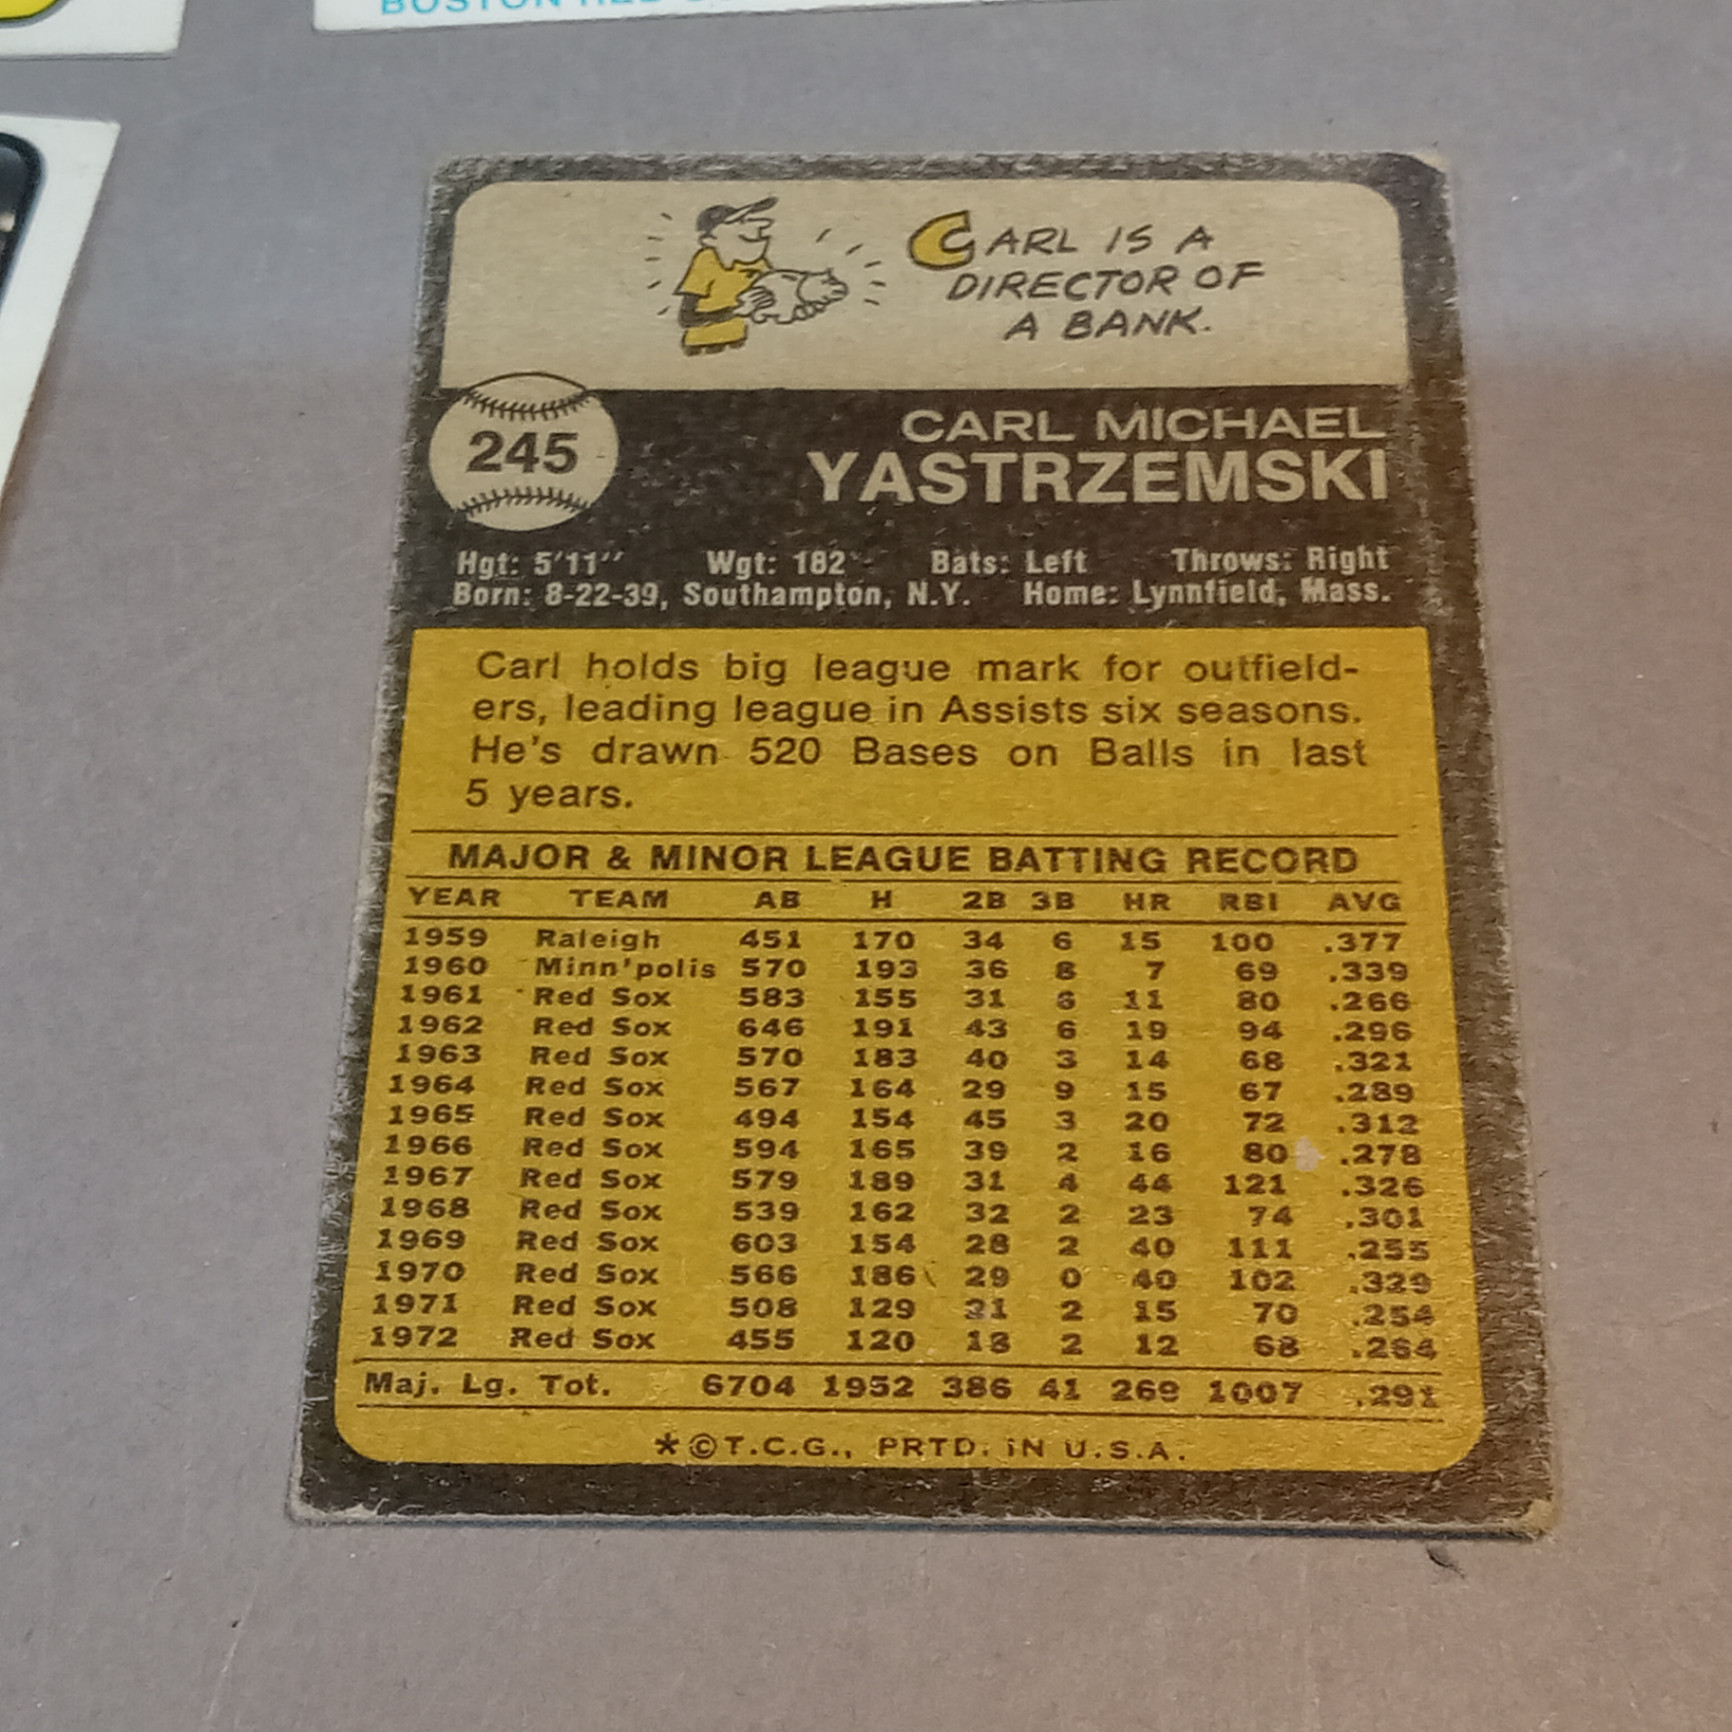 BOSTON RED
CARL IS A
DIRECTOR OF
A BANK.
245
CARL MICHAEL
YASTRZEMSKI
Hgt: 5'11'' Wgt: 182 Bats: Left Throws: Right
Born: 8-22-39, Southampton, N.Y. Home: Lynnfield, Mass.
Carl holds big league mark for outfield-
ers, leading league in Assists six seasons.
He's drawn 520 Bases on Balls in last
5 years.
MAJOR & MINOR LEAGUE BATTING RECORD
YEAR TEAM AB H 2B 3B HR RBI AVG
1959 Raleigh 451 170 34 6 15 100 .377
1960 Minn'polis 570 193 36 8 7 69 .339
1961 Red Sox 583 155 31 6 11 80 .266
1962 Red Sox 646 191 43 6 19 94 .296
1963 Red Sox 570 183 40 3 14 68 .321
1964 Red Sox 567 164 29 9 15 67 .289
1965 Red Sox 494 154 45 3 20 72 .312
1966 Red Sox 594 165 39 2 16 80 .278
1967 Red Sox 579 189 31 4 44 121 .326
1968 Red Sox 539 162 32 2 23 74 .301
1969 Red Sox 603 154 28 2 40 111 .255
1970 Red Sox 566 186 29 0 40 102 .329
1971 Red Sox 508 129 21 2 15 70 .254
1972 Red Sox 455 120 18 2 12 68 .264
Maj. Lg. Tot. 6704 1952 386 41 269 1007 .291
*©T.C.G., PRTD. IN U.S.A.